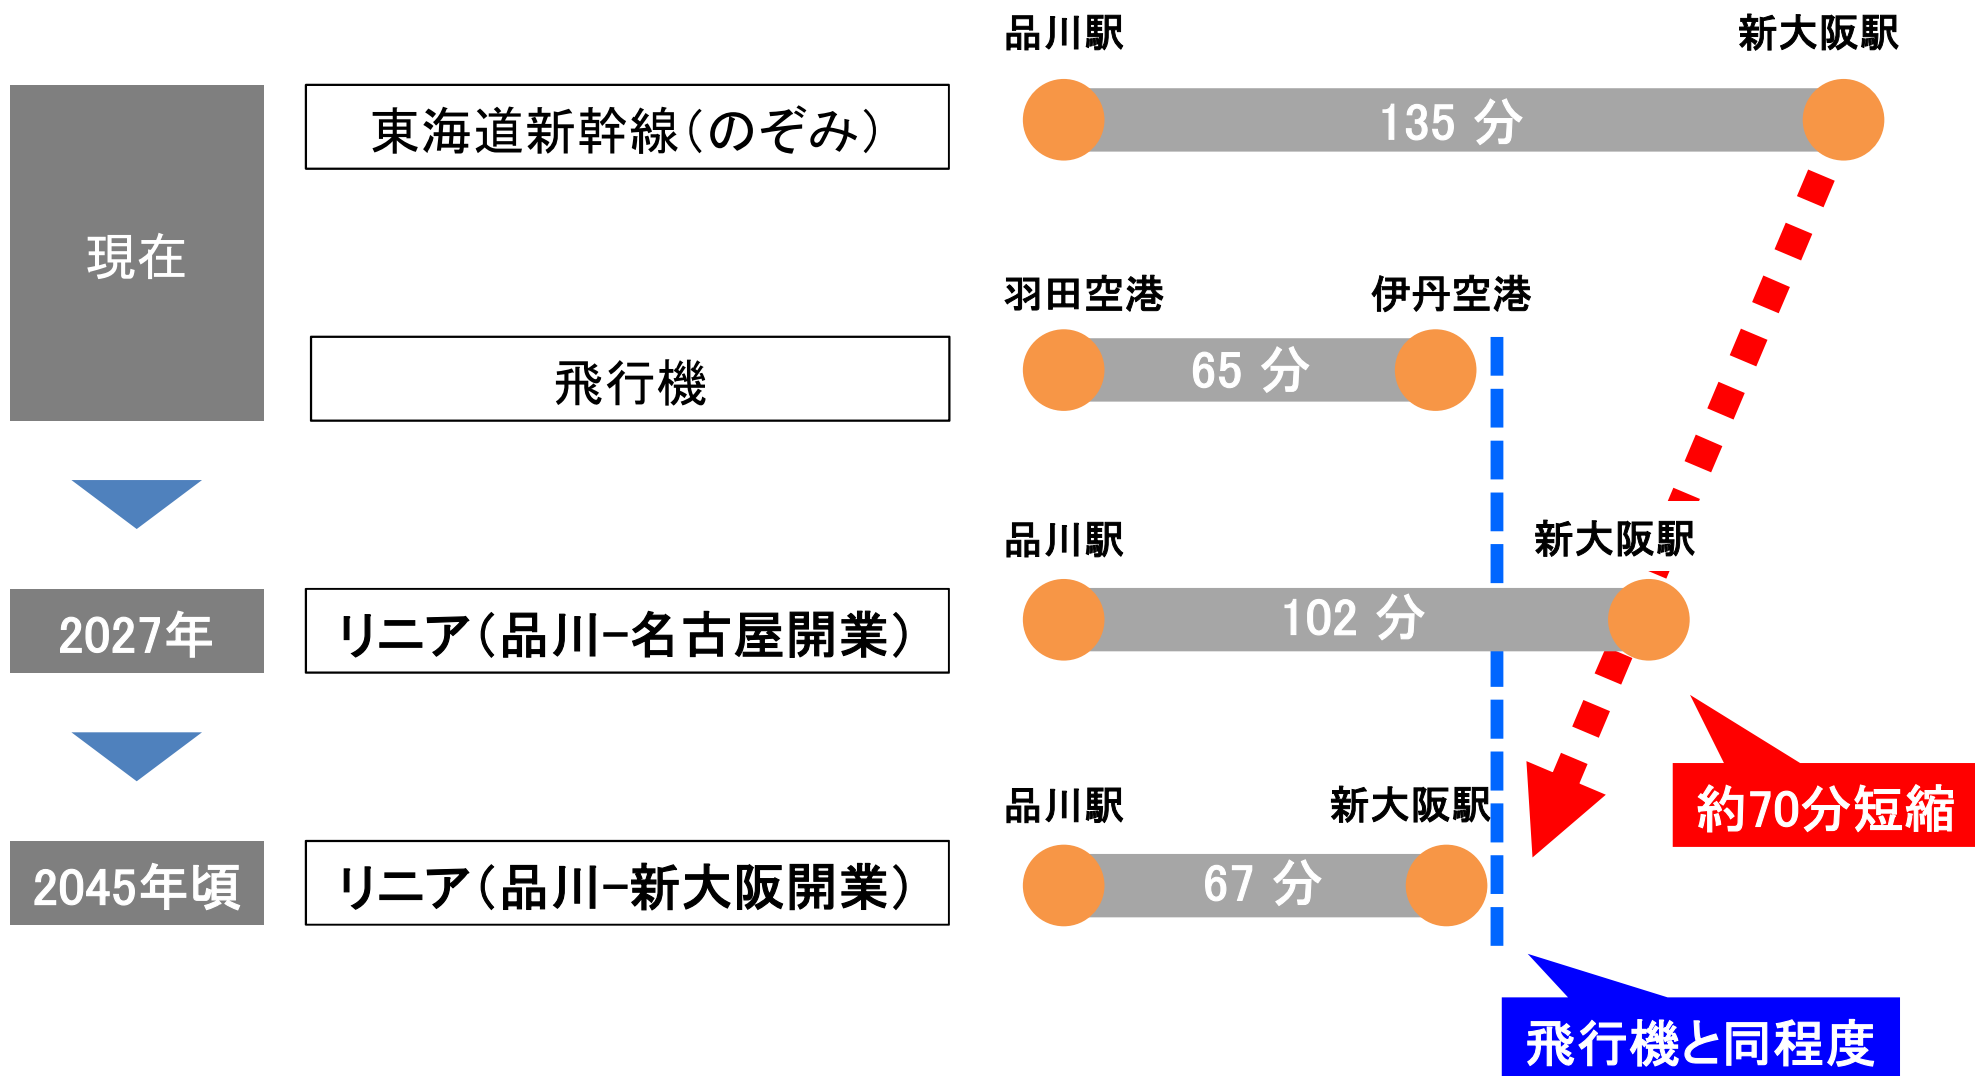 品川駅
新大阪駅
現在
東海道新幹線(のぞみ)
135 分
羽田空港
伊丹空港
飛行機
65 分
品川駅
新大阪駅
2027年
リニア(品川-名古屋開業)
102 分
約70分短縮
品川駅
新大阪駅
2045年頃
リニア(品川-新大阪開業)
67 分
飛行機と同程度